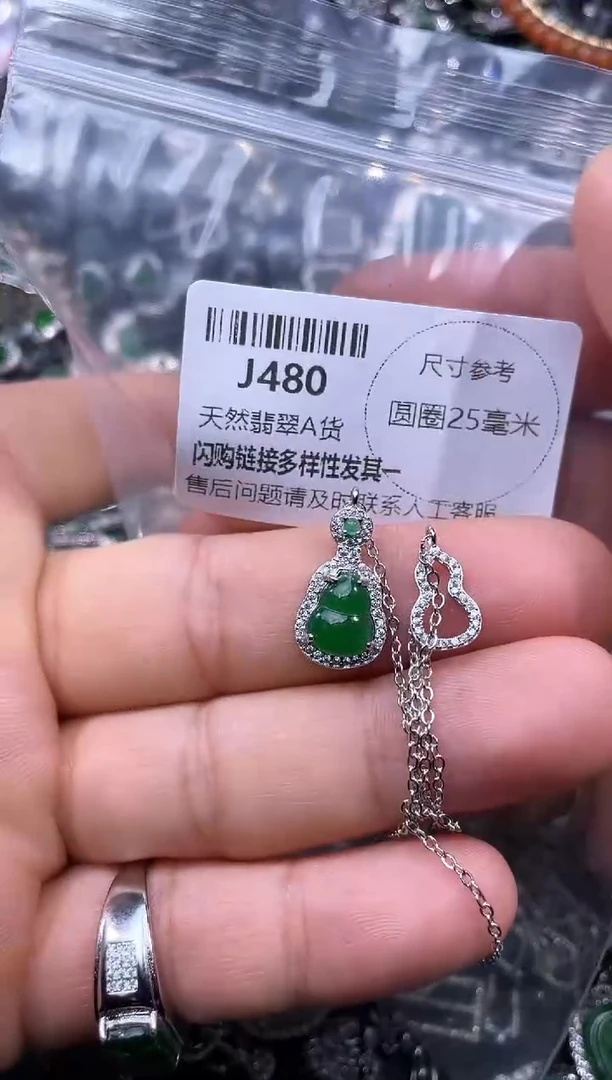 J480
天然翡翠A货
闪购链接多样性发其一
售后问题请及时联系人工客服
尺寸参考
圆圈25毫米